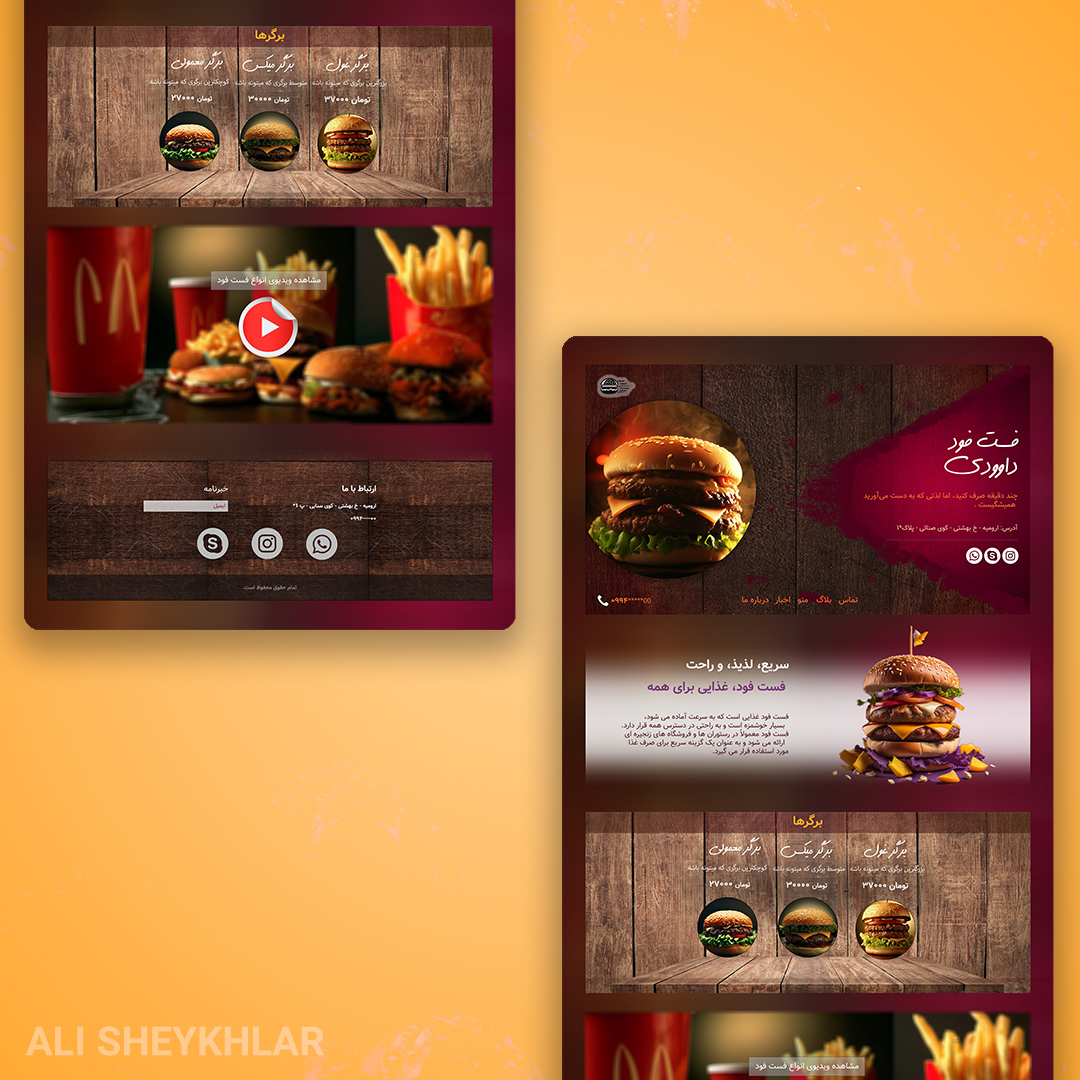 برگرها
برگر غول
برگر میکس
برگر معمولی
بزرگترین برگری که میتونه باشه
متوسط برگری که میتونه باشه
کوچکترین برگری که میتونه باشه
۳۷۰۰۰ تومان
۳۰۰۰۰ تومان
۲۷۰۰۰ تومان
مشاهده ویدیوی انواع فست فود
ارتباط با ما
ارومیه - خ بهشتی - کوی صنایی - پ ۲۱
خبرنامه
ایمیل
تمام حقوق محفوظ است.
فست فود
داوودی
چند دقیقه صرف کنید، اما لذتی که به دست می‌آورید
همیشگیست .
آدرس: ارومیه - خ بهشتی - کوی صنائی - پلاک*۲
تماس
بلاگ
منو
اخبار
درباره ما
۰۹۹۴*****00
سریع، لذیذ، و راحت
فست فود، غذایی برای همه
فست فود غذایی است که به سرعت آماده می شود،
بسیار خوشمزه است و به راحتی در دسترس همه قرار دارد.
فست فود معمولاً در رستوران ها و فروشگاه های زنجیره ای
ارائه می شود و به عنوان یک گزینه سریع برای صرف غذا
مورد استفاده قرار می گیرد.
برگرها
برگر غول
برگر میکس
برگر معمولی
بزرگترین برگری که میتونه باشه
متوسط برگری که میتونه باشه
کوچکترین برگری که میتونه باشه
۳۷۰۰۰ تومان
۳۰۰۰۰ تومان
۲۷۰۰۰ تومان
مشاهده ویدیوی انواع فست فود
ALI SHEYKHLAR